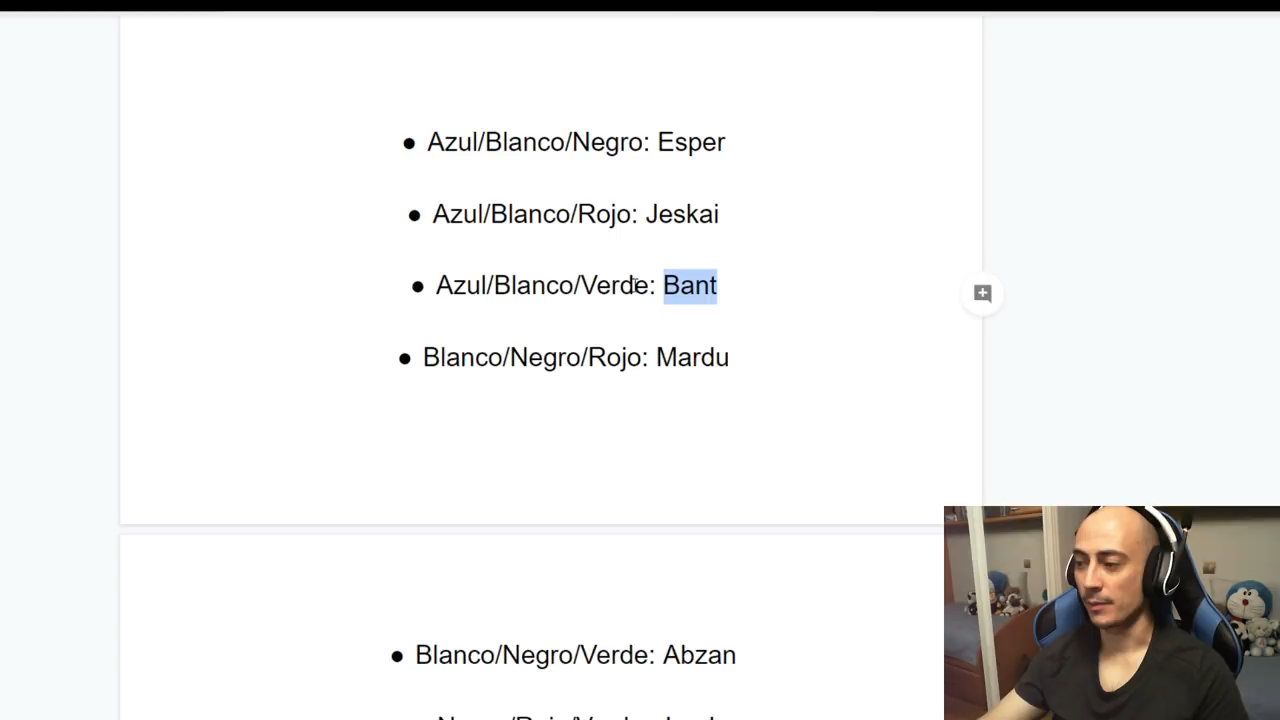 ● Azul/Blanco/Negro: Esper
● Azul/Blanco/Rojo: Jeskai
● Azul/Blanco/Verde: Bant
● Blanco/Negro/Rojo: Mardu
● Blanco/Negro/Verde: Abzan